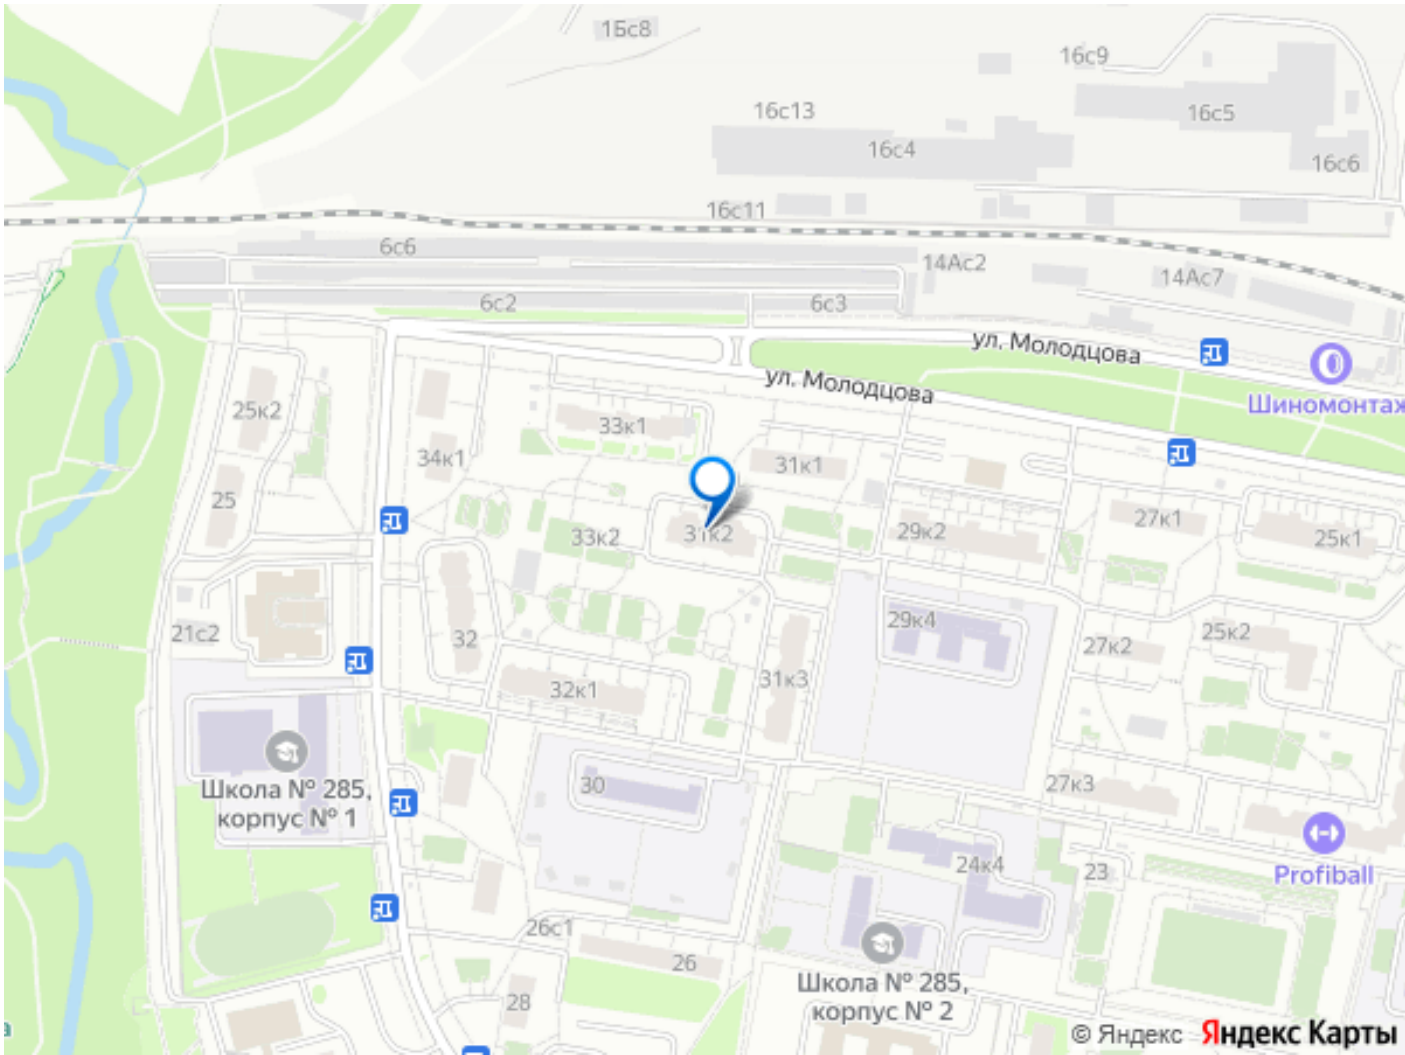 1Бс8
16с9
16с13
16с5
16с4
16с6
16с11
6с6
14Ас2
14Ас7
6с2
6с3
ул. Молодцова
ул. Молодцова
Шиномонтаж
25к2
33к1
34к1
31к1
25
33к2
31к2
29к2
27к1
25к1
21с2
32
29к4
27к2
25к2
32к1
31к3
Школа № 285,
корпус № 1
30
27к3
Profiball
24к4
23
26с1
26
Школа № 285,
корпус № 2
28
а
© Яндекс Яндекс Карты